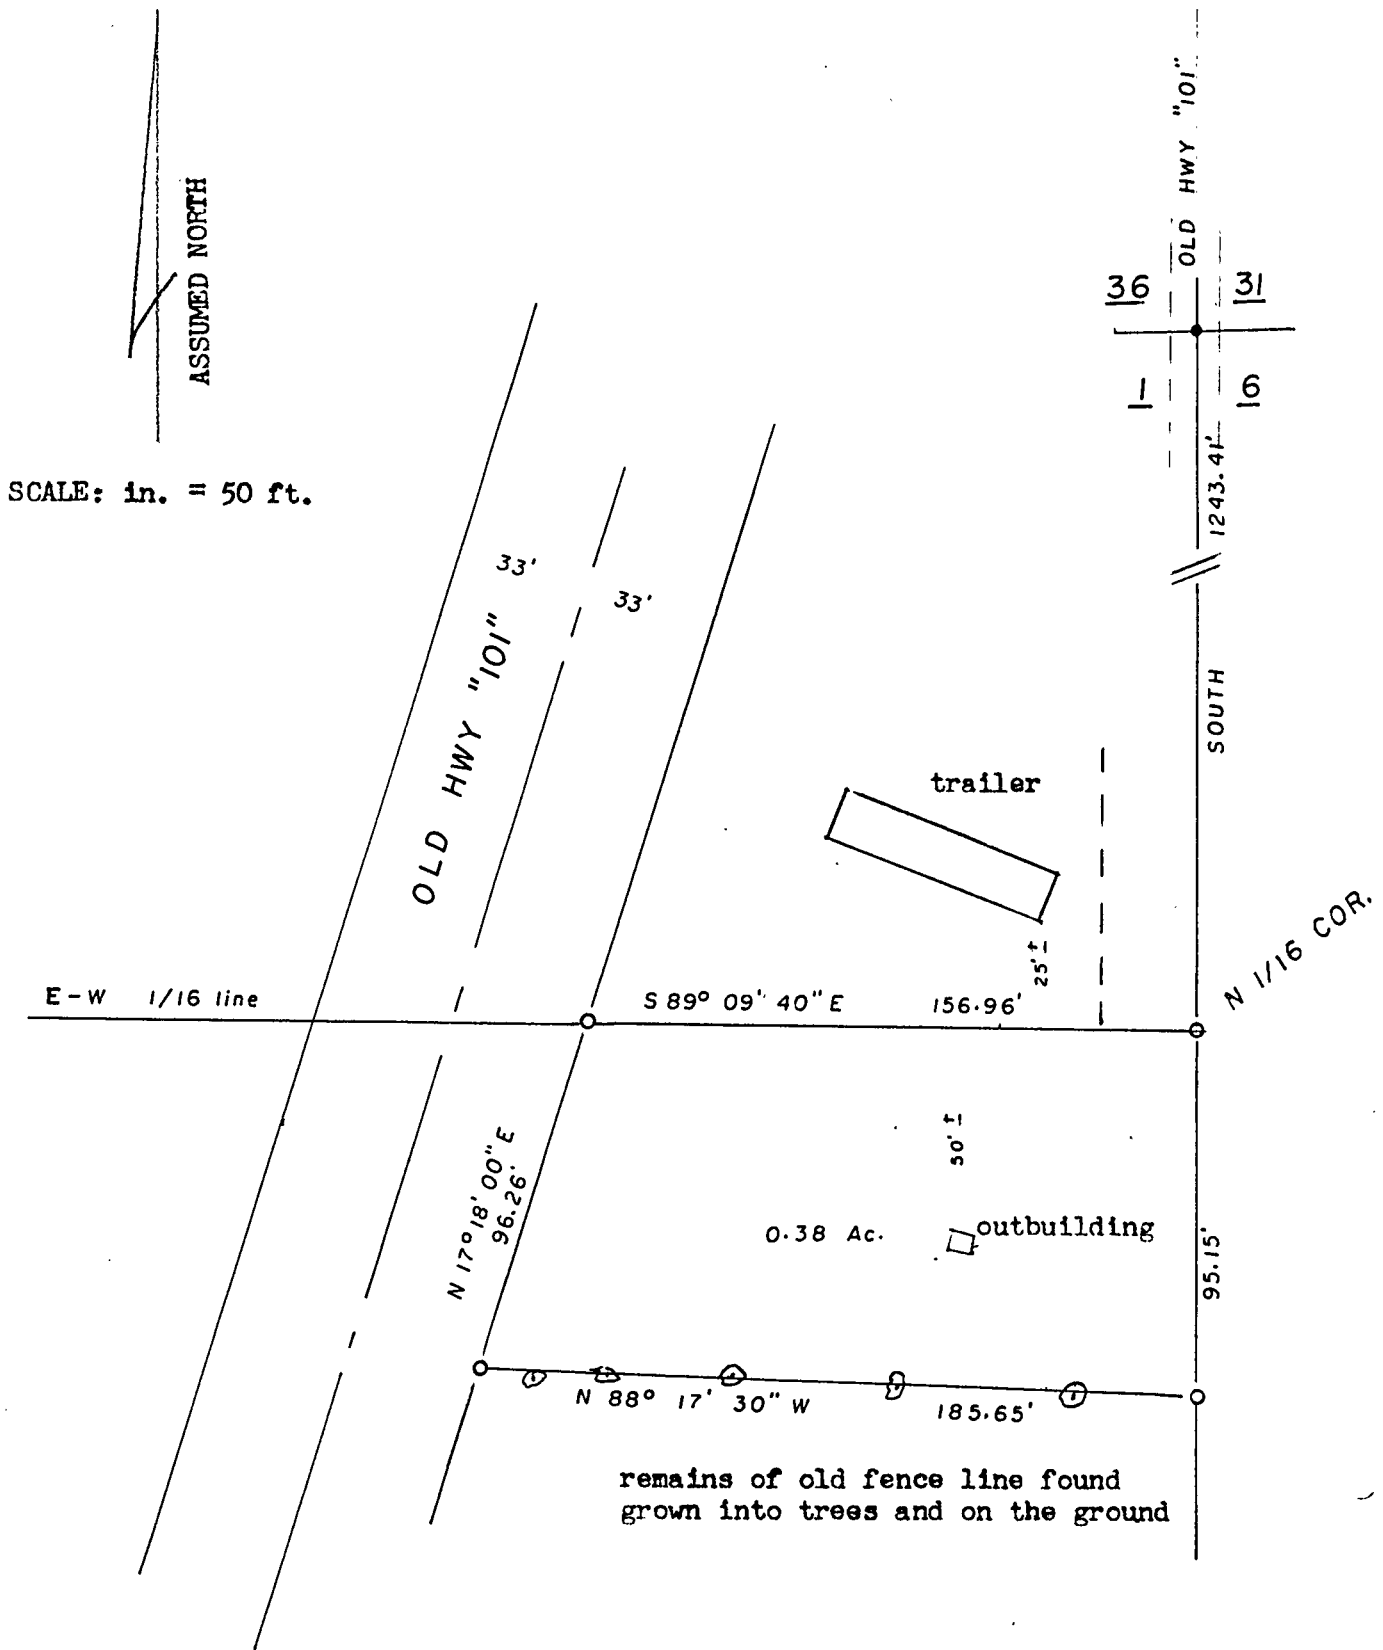 OLD HWY "101"
ASSUMED NORTH
36
31
1
6
1243.41'
SCALE: in. = 50 ft.
33'
33'
OLD HWY "101"
SOUTH
trailer
25' ±
N 1/16 COR.
E-W 1/16 line
S 89° 09' 40" E
156.96'
N 17° 18' 00" E
96.26'
50' ±
0.38 Ac.
outbuilding
95.15'
N 88° 17' 30" W
185.65'
remains of old fence line found
grown into trees and on the ground